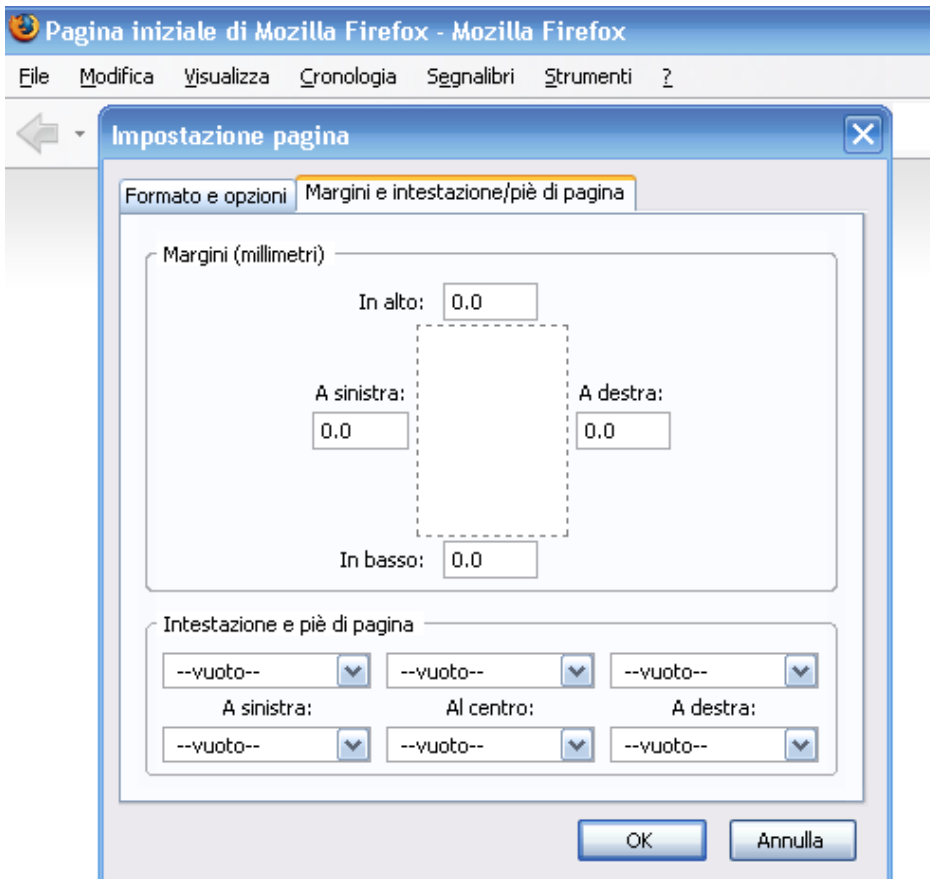 Pagina iniziale di Mozilla Firefox - Mozilla Firefox
File Modifica Visualizza Cronologia Segnalibri Strumenti ?
Impostazione pagina
Formato e opzioni Margini e intestazione/piè di pagina
Margini (millimetri)
In alto: 0.0
A sinistra: A destra:
0.0 0.0
In basso: 0.0
Intestazione e piè di pagina
--vuoto-- --vuoto-- --vuoto--
A sinistra: Al centro: A destra:
--vuoto-- --vuoto-- --vuoto--
OK Annulla